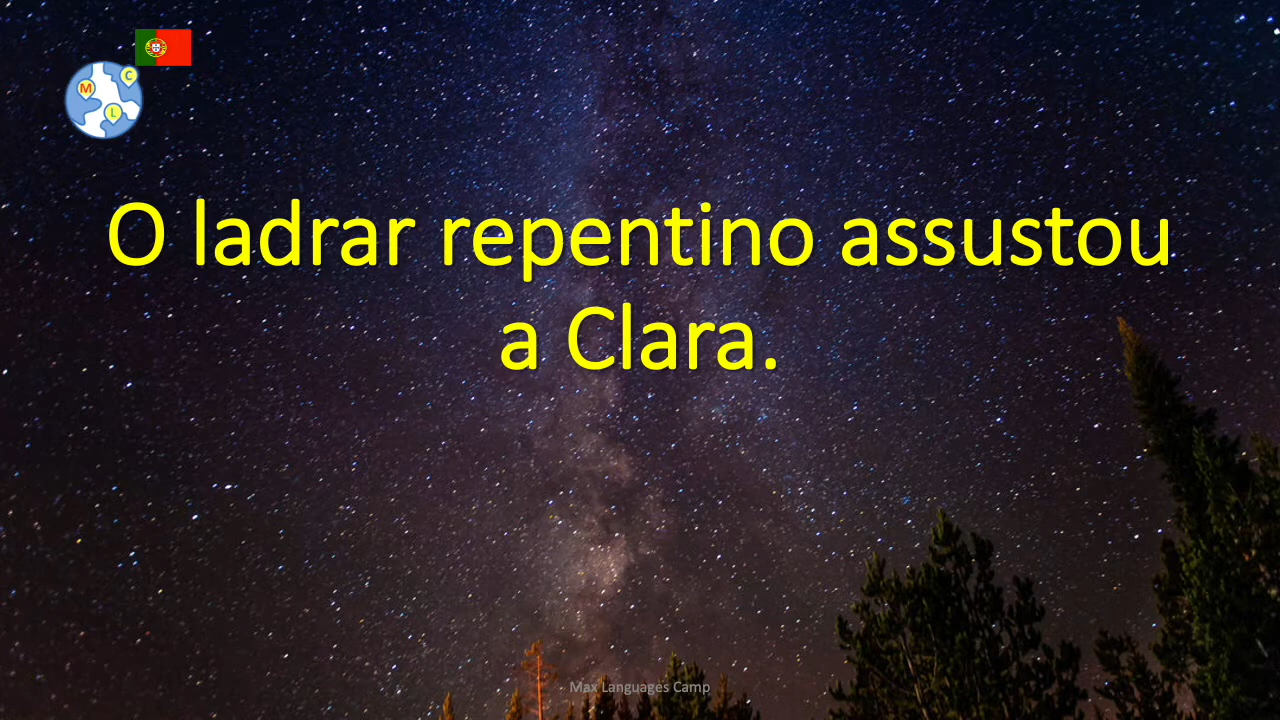 M
C
L
O ladrar repentino assustou
a Clara.
Max Languages Camp